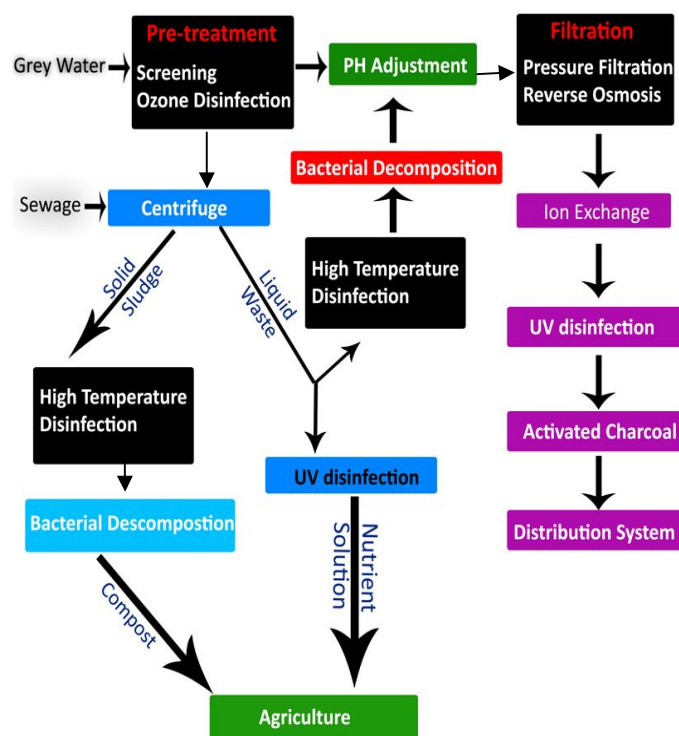 Pre-treatment
Screening
Ozone Disinfection
Grey Water
PH Adjustment
Filtration
Pressure Filtration
Reverse Osmosis
Bacterial Decomposition
Sewage
Centrifuge
Ion Exchange
High Temperature
Disinfection
Solid
Sludge
Liquid
Waste
UV disinfection
High Temperature
Disinfection
Activated Charcoal
UV disinfection
Bacterial Descompostion
Distribution System
Nutrient
Solution
Compost
Agriculture